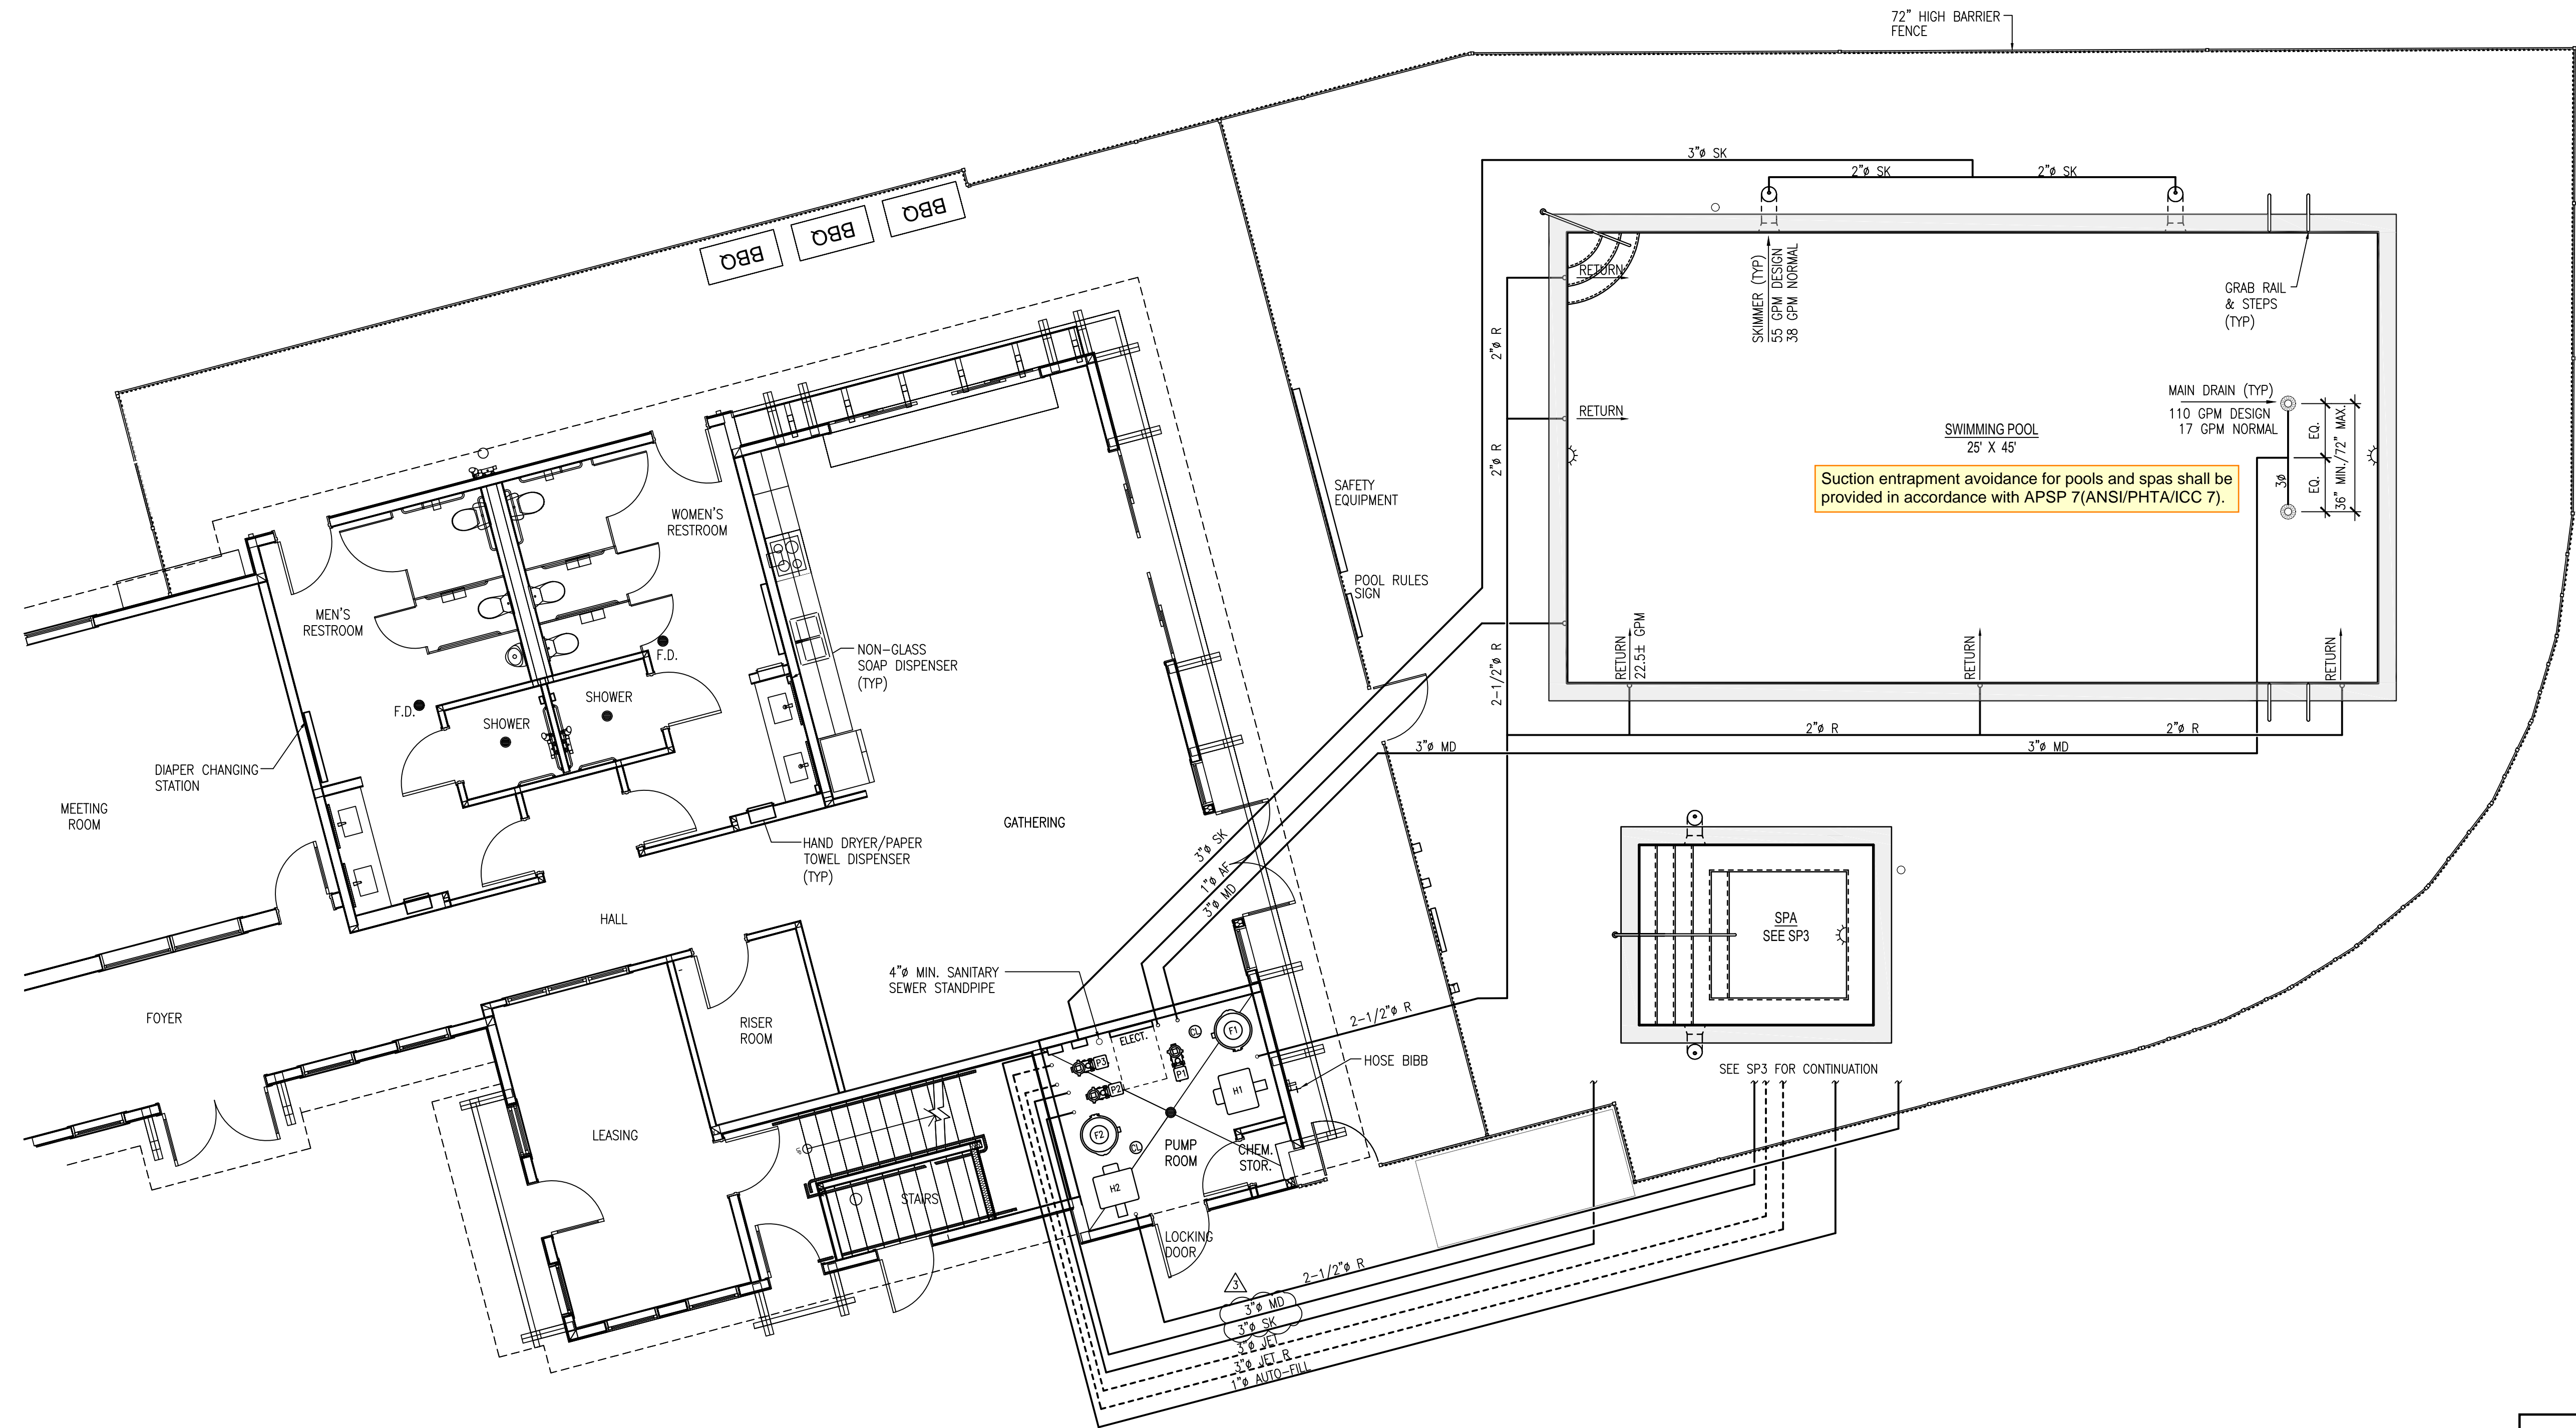 72" HIGH BARRIER
FENCE
3"ø SK
2"ø SK
2"ø SK
BBQ
BBQ
BBQ
RETURN
SKIMMER (TYP)
55 GPM DESIGN
38 GPM NORMAL
GRAB RAIL
& STEPS
(TYP)
2"ø R
MAIN DRAIN (TYP)
110 GPM DESIGN
17 GPM NORMAL
RETURN
SWIMMING POOL
25' X 45'
EQ.
EQ.
36" MIN./72" MAX.
3ø
2"ø R
Suction entrapment avoidance for pools and spas shall be
provided in accordance with APSP 7(ANSI/PHTA/ICC 7).
SAFETY
EQUIPMENT
WOMEN'S
RESTROOM
POOL RULES
SIGN
MEN'S
RESTROOM
F.D.
NON-GLASS
SOAP DISPENSER
(TYP)
2-1/2"ø R
RETURN
22.5± GPM
RETURN
RETURN
SHOWER
F.D.
SHOWER
2"ø R
2"ø R
3"ø MD
3"ø MD
DIAPER CHANGING
STATION
MEETING
ROOM
GATHERING
HAND DRYER/PAPER
TOWEL DISPENSER
(TYP)
3"ø SK
1"ø AF
3"ø MD
HALL
SPA
SEE SP3
4"ø MIN. SANITARY
SEWER STANDPIPE
FOYER
RISER
ROOM
2-1/2"ø R
ELECT.
CL
F1
P3
P2
P1
H1
HOSE BIBB
SEE SP3 FOR CONTINUATION
LEASING
F2
CL
PUMP
ROOM
CHEM.
STOR.
H2
STAIRS
LOCKING
DOOR
3
2-1/2"ø R
3"ø MD
3"ø SK
3"ø JET
3"ø JET R
1"ø AUTO-FILL